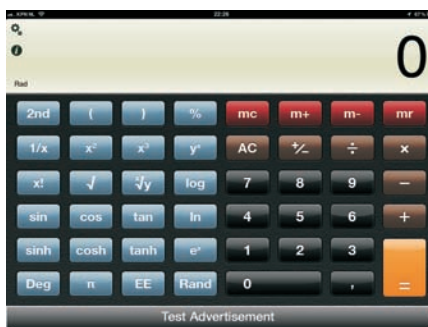 22:28
0
Rad
2nd ( ) % mc m+ m- mr
1/x x² x³ yˣ AC +/− ÷ ×
x! √ ˣ√y log 7 8 9 −
sin cos tan ln 4 5 6 +
sinh cosh tanh eˣ 1 2 3
Deg π EE Rand 0 , =
Test Advertisement